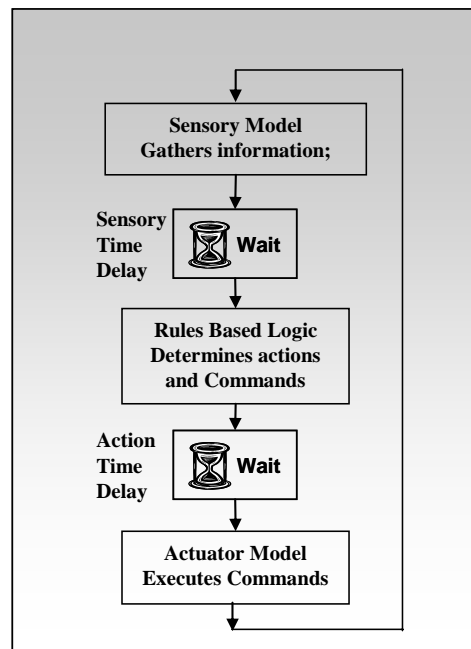 Sensory Model
Gathers information;
Sensory
Time
Delay
Wait
Rules Based Logic
Determines actions
and Commands
Action
Time
Delay
Wait
Actuator Model
Executes Commands